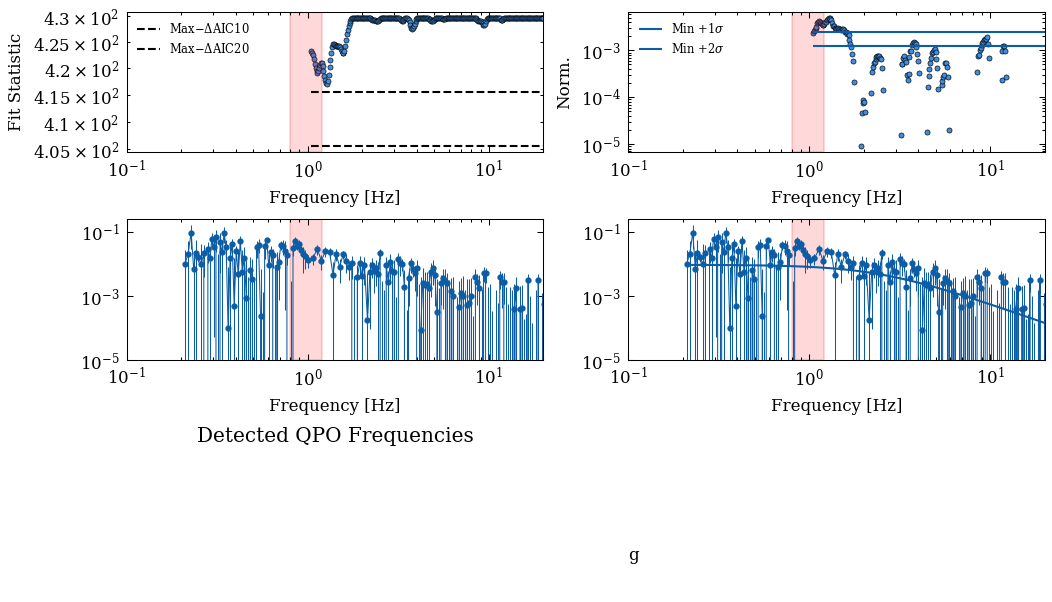 Fit Statistic
4.3 × 10²
4.25 × 10²
4.2 × 10²
4.15 × 10²
4.1 × 10²
4.05 × 10²
Max−ΔAIC10
Max−ΔAIC20
10⁻¹
10⁰
10¹
Frequency [Hz]
Norm.
10⁻³
10⁻⁴
10⁻⁵
Min +1σ
Min +2σ
10⁻¹
10⁰
10¹
Frequency [Hz]
10⁻¹
10⁻³
10⁻⁵
10⁻¹
10⁰
10¹
Frequency [Hz]
10⁻¹
10⁻³
10⁻⁵
10⁻¹
10⁰
10¹
Frequency [Hz]
Detected QPO Frequencies
g